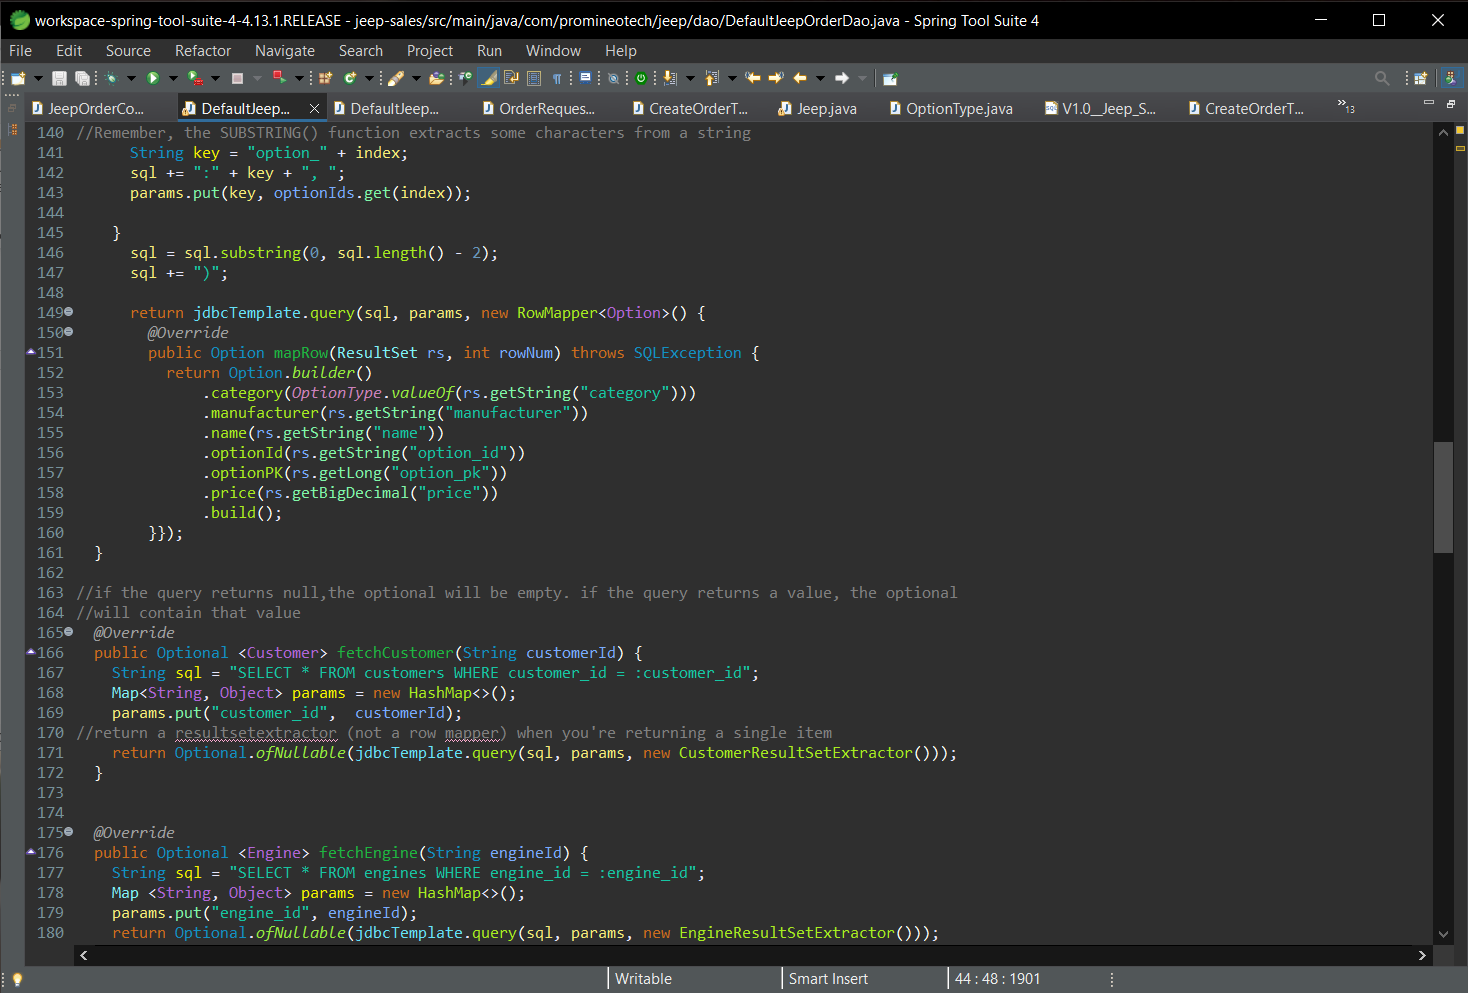 workspace-spring-tool-suite-4-4.13.1.RELEASE - jeep-sales/src/main/java/com/promineotech/jeep/dao/DefaultJeepOrderDao.java - Spring Tool Suite 4
File Edit Source Refactor Navigate Search Project Run Window Help
JeepOrderCo... DefaultJeep... DefaultJeep... OrderReques... CreateOrderT... Jeep.java OptionType.java V1.0__Jeep_S... CreateOrderT... »13
140 //Remember, the SUBSTRING() function extracts some characters from a string
141 String key = "option_" + index;
142 sql += ":" + key + ", ";
143 params.put(key, optionIds.get(index));
144
145 }
146 sql = sql.substring(0, sql.length() - 2);
147 sql += ")";
148
149 return jdbcTemplate.query(sql, params, new RowMapper<Option>() {
150 @Override
151 public Option mapRow(ResultSet rs, int rowNum) throws SQLException {
152 return Option.builder()
153 .category(OptionType.valueOf(rs.getString("category")))
154 .manufacturer(rs.getString("manufacturer"))
155 .name(rs.getString("name"))
156 .optionId(rs.getString("option_id"))
157 .optionPK(rs.getLong("option_pk"))
158 .price(rs.getBigDecimal("price"))
159 .build();
160 }});
161 }
162
163 //if the query returns null,the optional will be empty. if the query returns a value, the optional
164 //will contain that value
165 @Override
166 public Optional <Customer> fetchCustomer(String customerId) {
167 String sql = "SELECT * FROM customers WHERE customer_id = :customer_id";
168 Map<String, Object> params = new HashMap<>();
169 params.put("customer_id",  customerId);
170 //return a resultsetextractor (not a row mapper) when you're returning a single item
171 return Optional.ofNullable(jdbcTemplate.query(sql, params, new CustomerResultSetExtractor()));
172 }
173
174
175 @Override
176 public Optional <Engine> fetchEngine(String engineId) {
177 String sql = "SELECT * FROM engines WHERE engine_id = :engine_id";
178 Map <String, Object> params = new HashMap<>();
179 params.put("engine_id", engineId);
180 return Optional.ofNullable(jdbcTemplate.query(sql, params, new EngineResultSetExtractor()));
Writable Smart Insert 44 : 48 : 1901